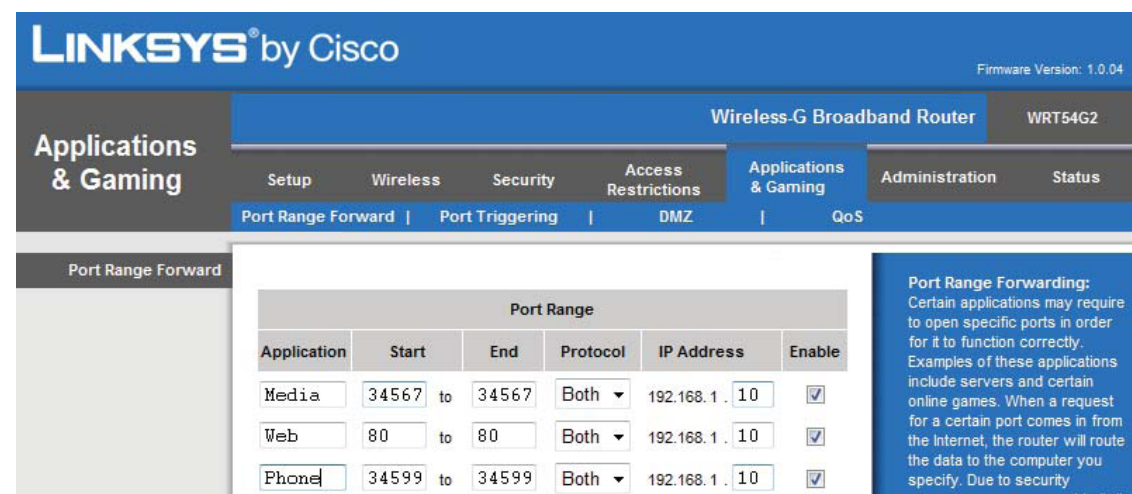 LINKSYS® by Cisco
Firmware Version: 1.0.04
Applications & Gaming
Wireless-G Broadband Router WRT54G2
Setup Wireless Security Access Restrictions Applications & Gaming Administration Status
Port Range Forward | Port Triggering | DMZ | QoS
Port Range Forward
Port Range
Application Start End Protocol IP Address Enable
Media 34567 to 34567 Both 192.168.1.10
Web 80 to 80 Both 192.168.1.10
Phone 34599 to 34599 Both 192.168.1.10
Port Range Forwarding:
Certain applications may require
to open specific ports in order
for it to function correctly.
Examples of these applications
include servers and certain
online games. When a request
for a certain port comes in from
the Internet, the router will route
the data to the computer you
specify. Due to security